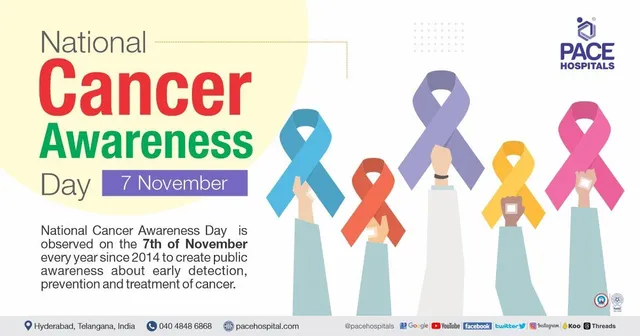 National
Cancer
Awareness
Day 7 November
National Cancer Awareness Day is
observed on the 7th of November
every year since 2014 to create public
awareness about early detection,
prevention and treatment of cancer.
PACE
HOSPITALS
Hyderabad, Telangana, India 040 4848 6868 pacehospital.com @pacehospitals Google YouTube facebook twitter Instagram Koo Threads